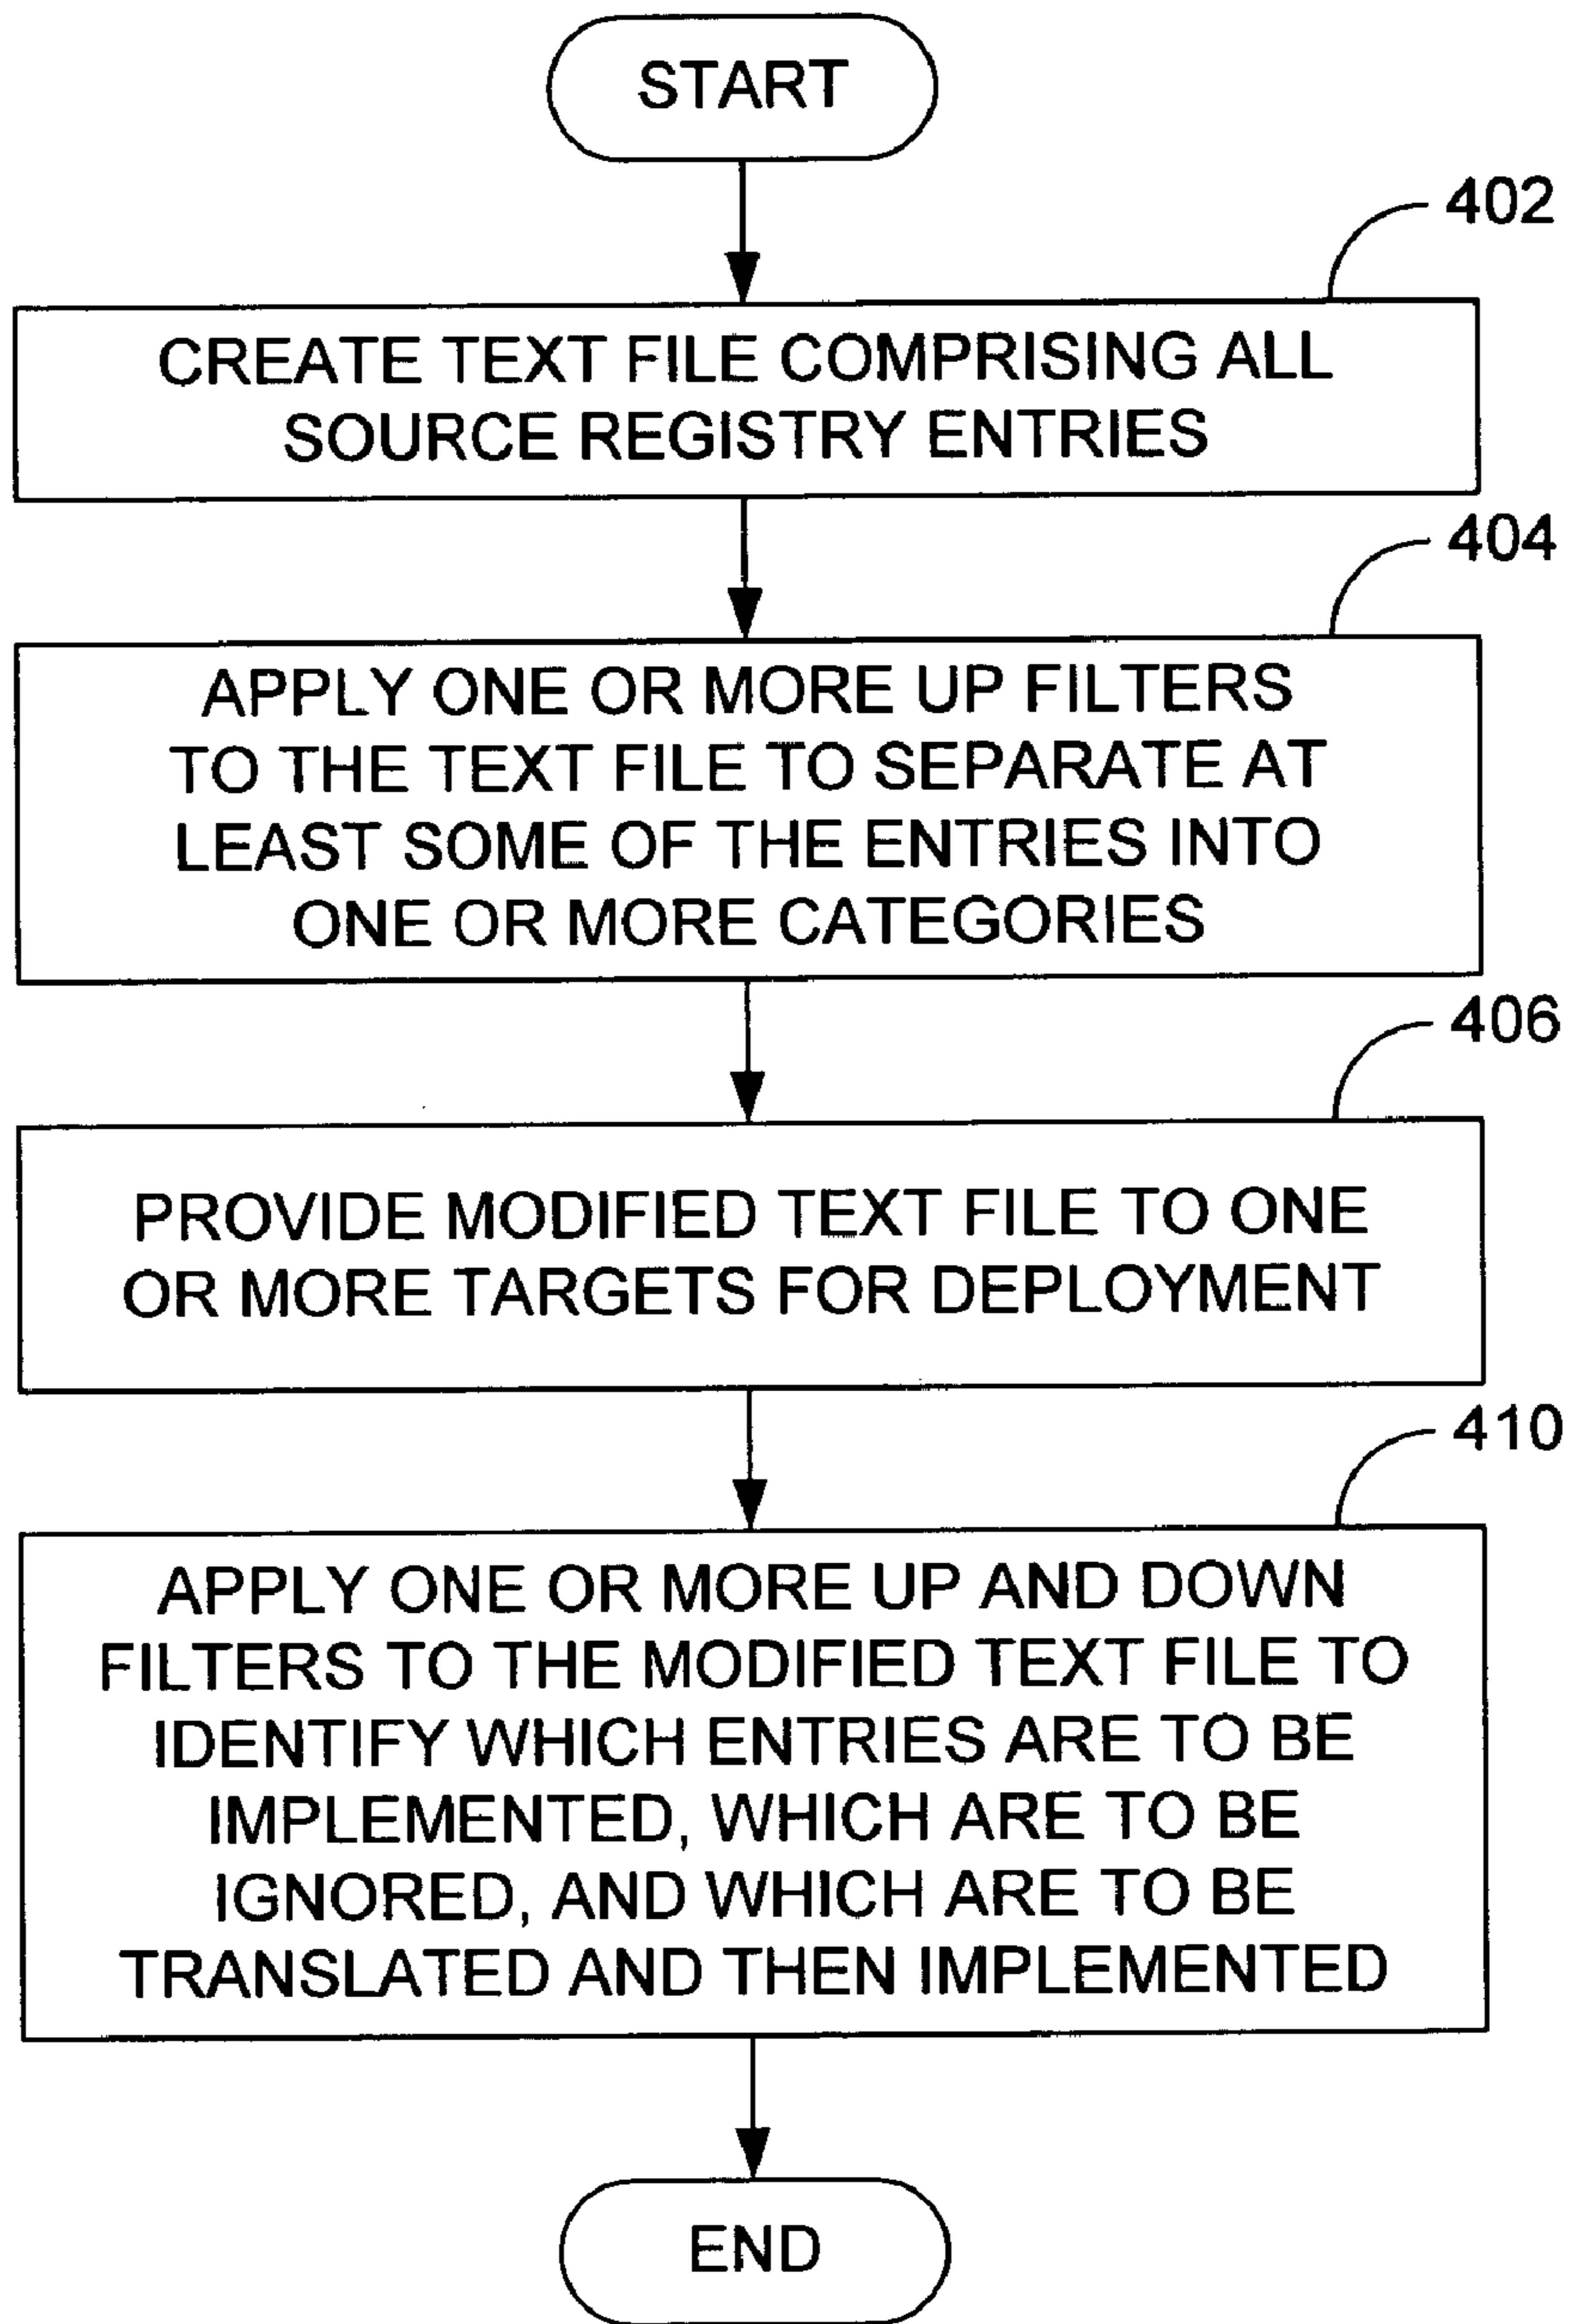 START
402
CREATE TEXT FILE COMPRISING ALL
SOURCE REGISTRY ENTRIES
404
APPLY ONE OR MORE UP FILTERS
TO THE TEXT FILE TO SEPARATE AT
LEAST SOME OF THE ENTRIES INTO
ONE OR MORE CATEGORIES
406
PROVIDE MODIFIED TEXT FILE TO ONE
OR MORE TARGETS FOR DEPLOYMENT
410
APPLY ONE OR MORE UP AND DOWN
FILTERS TO THE MODIFIED TEXT FILE TO
IDENTIFY WHICH ENTRIES ARE TO BE
IMPLEMENTED, WHICH ARE TO BE
IGNORED, AND WHICH ARE TO BE
TRANSLATED AND THEN IMPLEMENTED
END